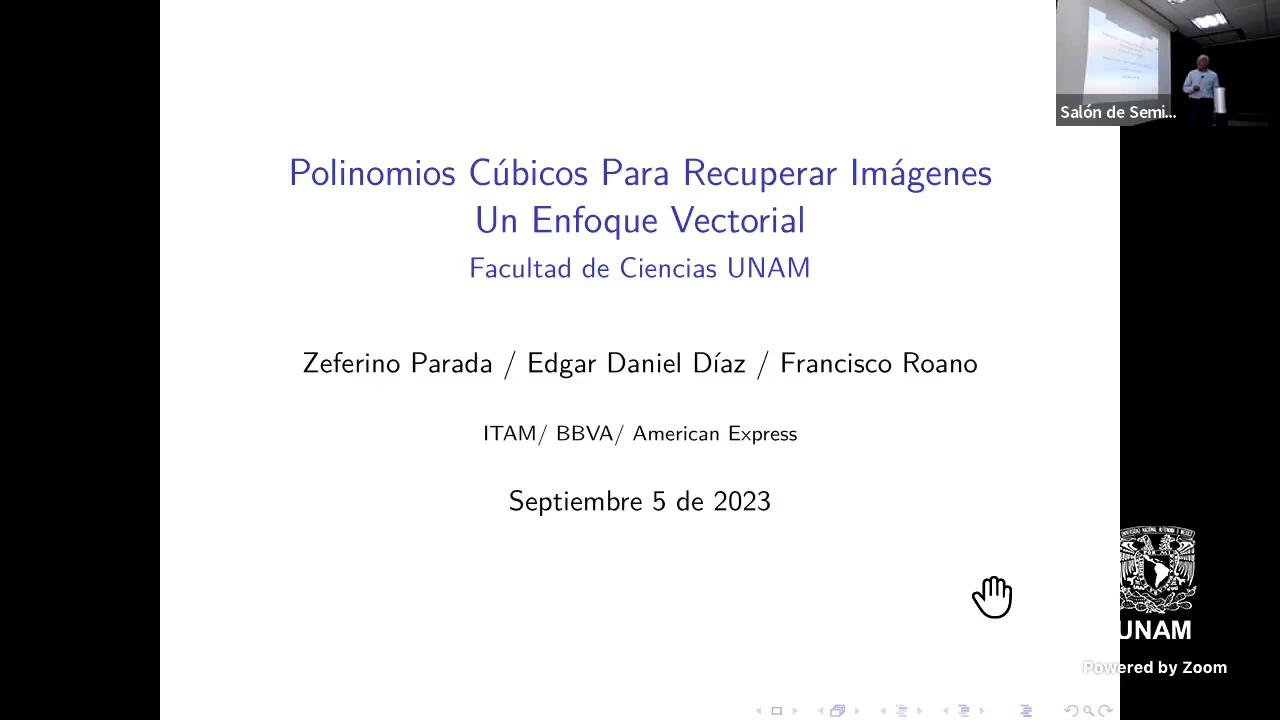 Polinomios Cúbicos Para Recuperar Imágenes
Un Enfoque Vectorial
Facultad de Ciencias UNAM
Zeferino Parada / Edgar Daniel Díaz / Francisco Roano
ITAM/ BBVA/ American Express
Septiembre 5 de 2023
Salón de Semi...
UNAM
Powered by Zoom